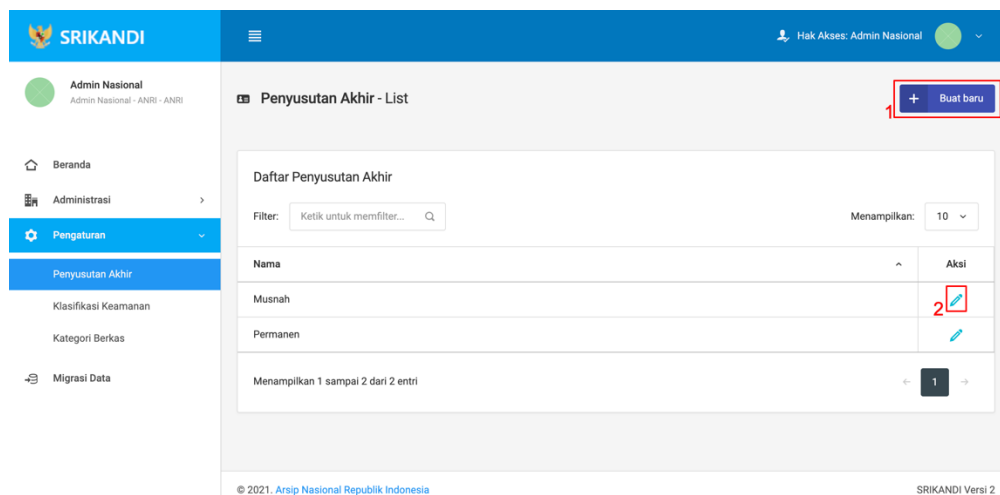 SRIKANDI
Hak Akses: Admin Nasional
Admin Nasional
Admin Nasional - ANRI - ANRI
Penyusutan Akhir - List
1
+ Buat baru
Beranda
Administrasi
Pengaturan
Penyusutan Akhir
Klasifikasi Keamanan
Kategori Berkas
Migrasi Data
Daftar Penyusutan Akhir
Filter: Ketik untuk memfilter... Menampilkan: 10
Nama Aksi
Musnah
2
Permanen
Menampilkan 1 sampai 2 dari 2 entri ← 1 →
© 2021. Arsip Nasional Republik Indonesia SRIKANDI Versi 2